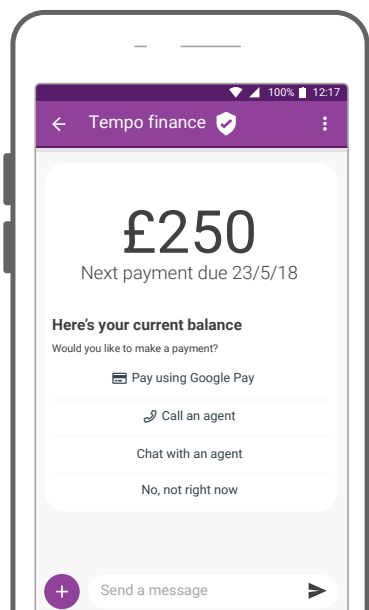 100% 12:17
Tempo finance
£250
Next payment due 23/5/18
Here's your current balance
Would you like to make a payment?
Pay using Google Pay
Call an agent
Chat with an agent
No, not right now
Send a message